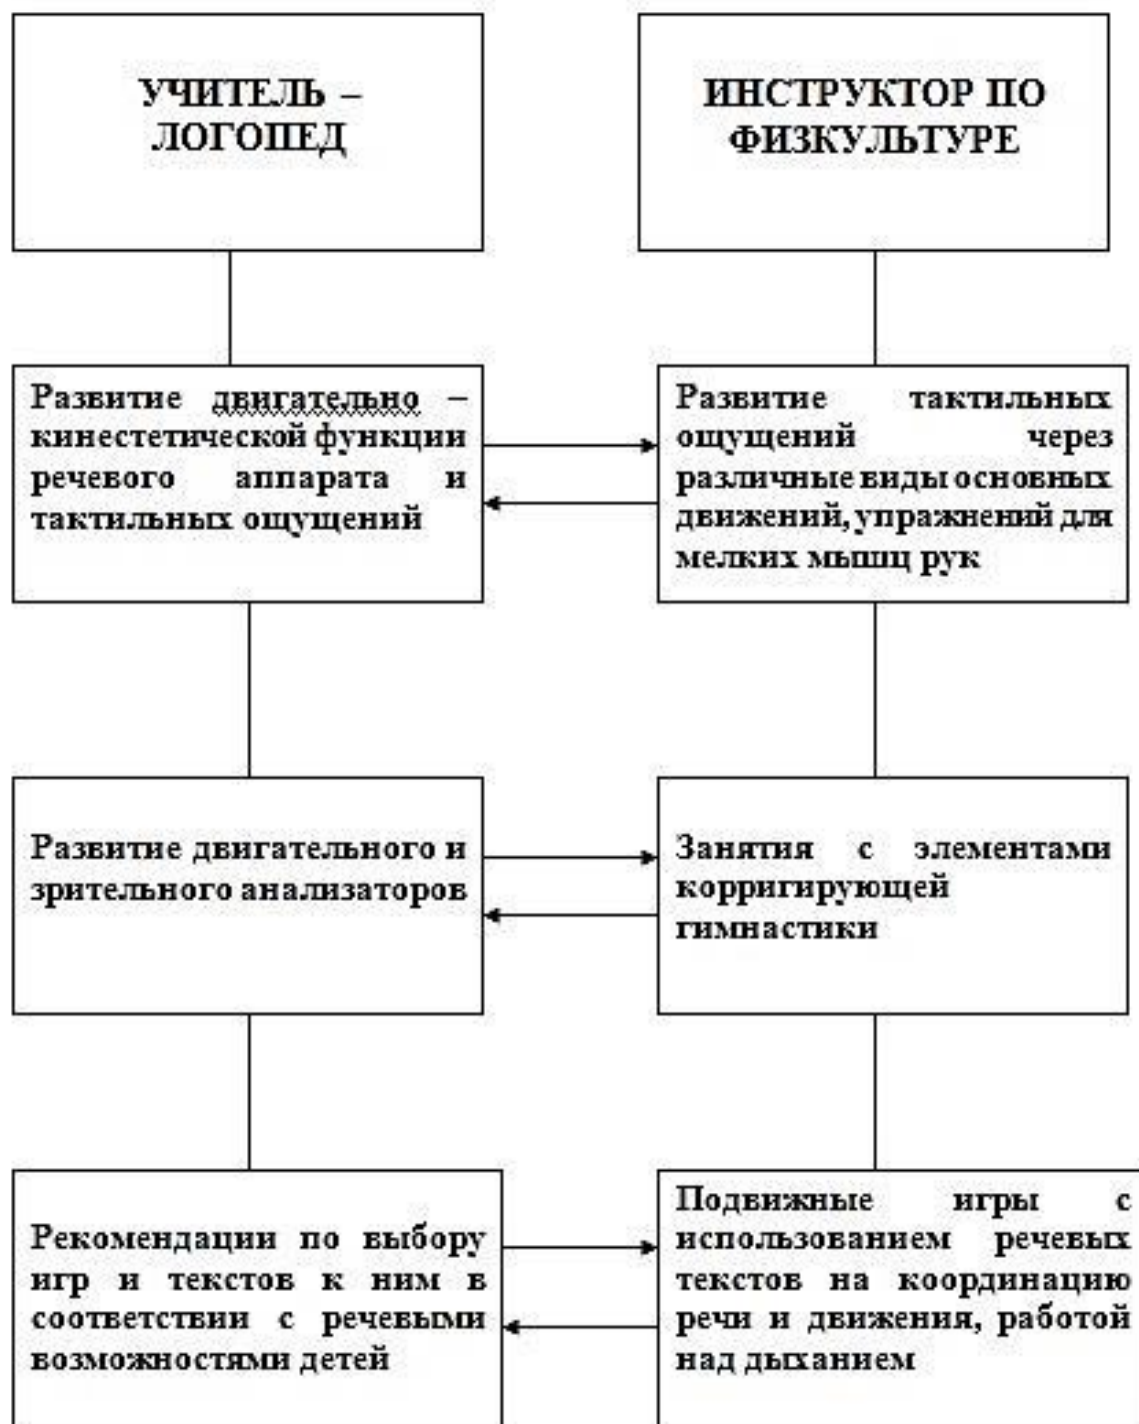 УЧИТЕЛЬ –
ЛОГОПЕД
ИНСТРУКТОР ПО
ФИЗКУЛЬТУРЕ
Развитие двигательно –
кинестетической функции
речевого аппарата и
тактильных ощущений
Развитие тактильных
ощущений через
различные виды основных
движений, упражнений для
мелких мышц рук
Развитие двигательного и
зрительного анализаторов
Занятия с элементами
корригирующей
гимнастики
Рекомендации по выбору
игр и текстов к ним в
соответствии с речевыми
возможностями детей
Подвижные игры с
использованием речевых
текстов на координацию
речи и движения, работой
над дыханием